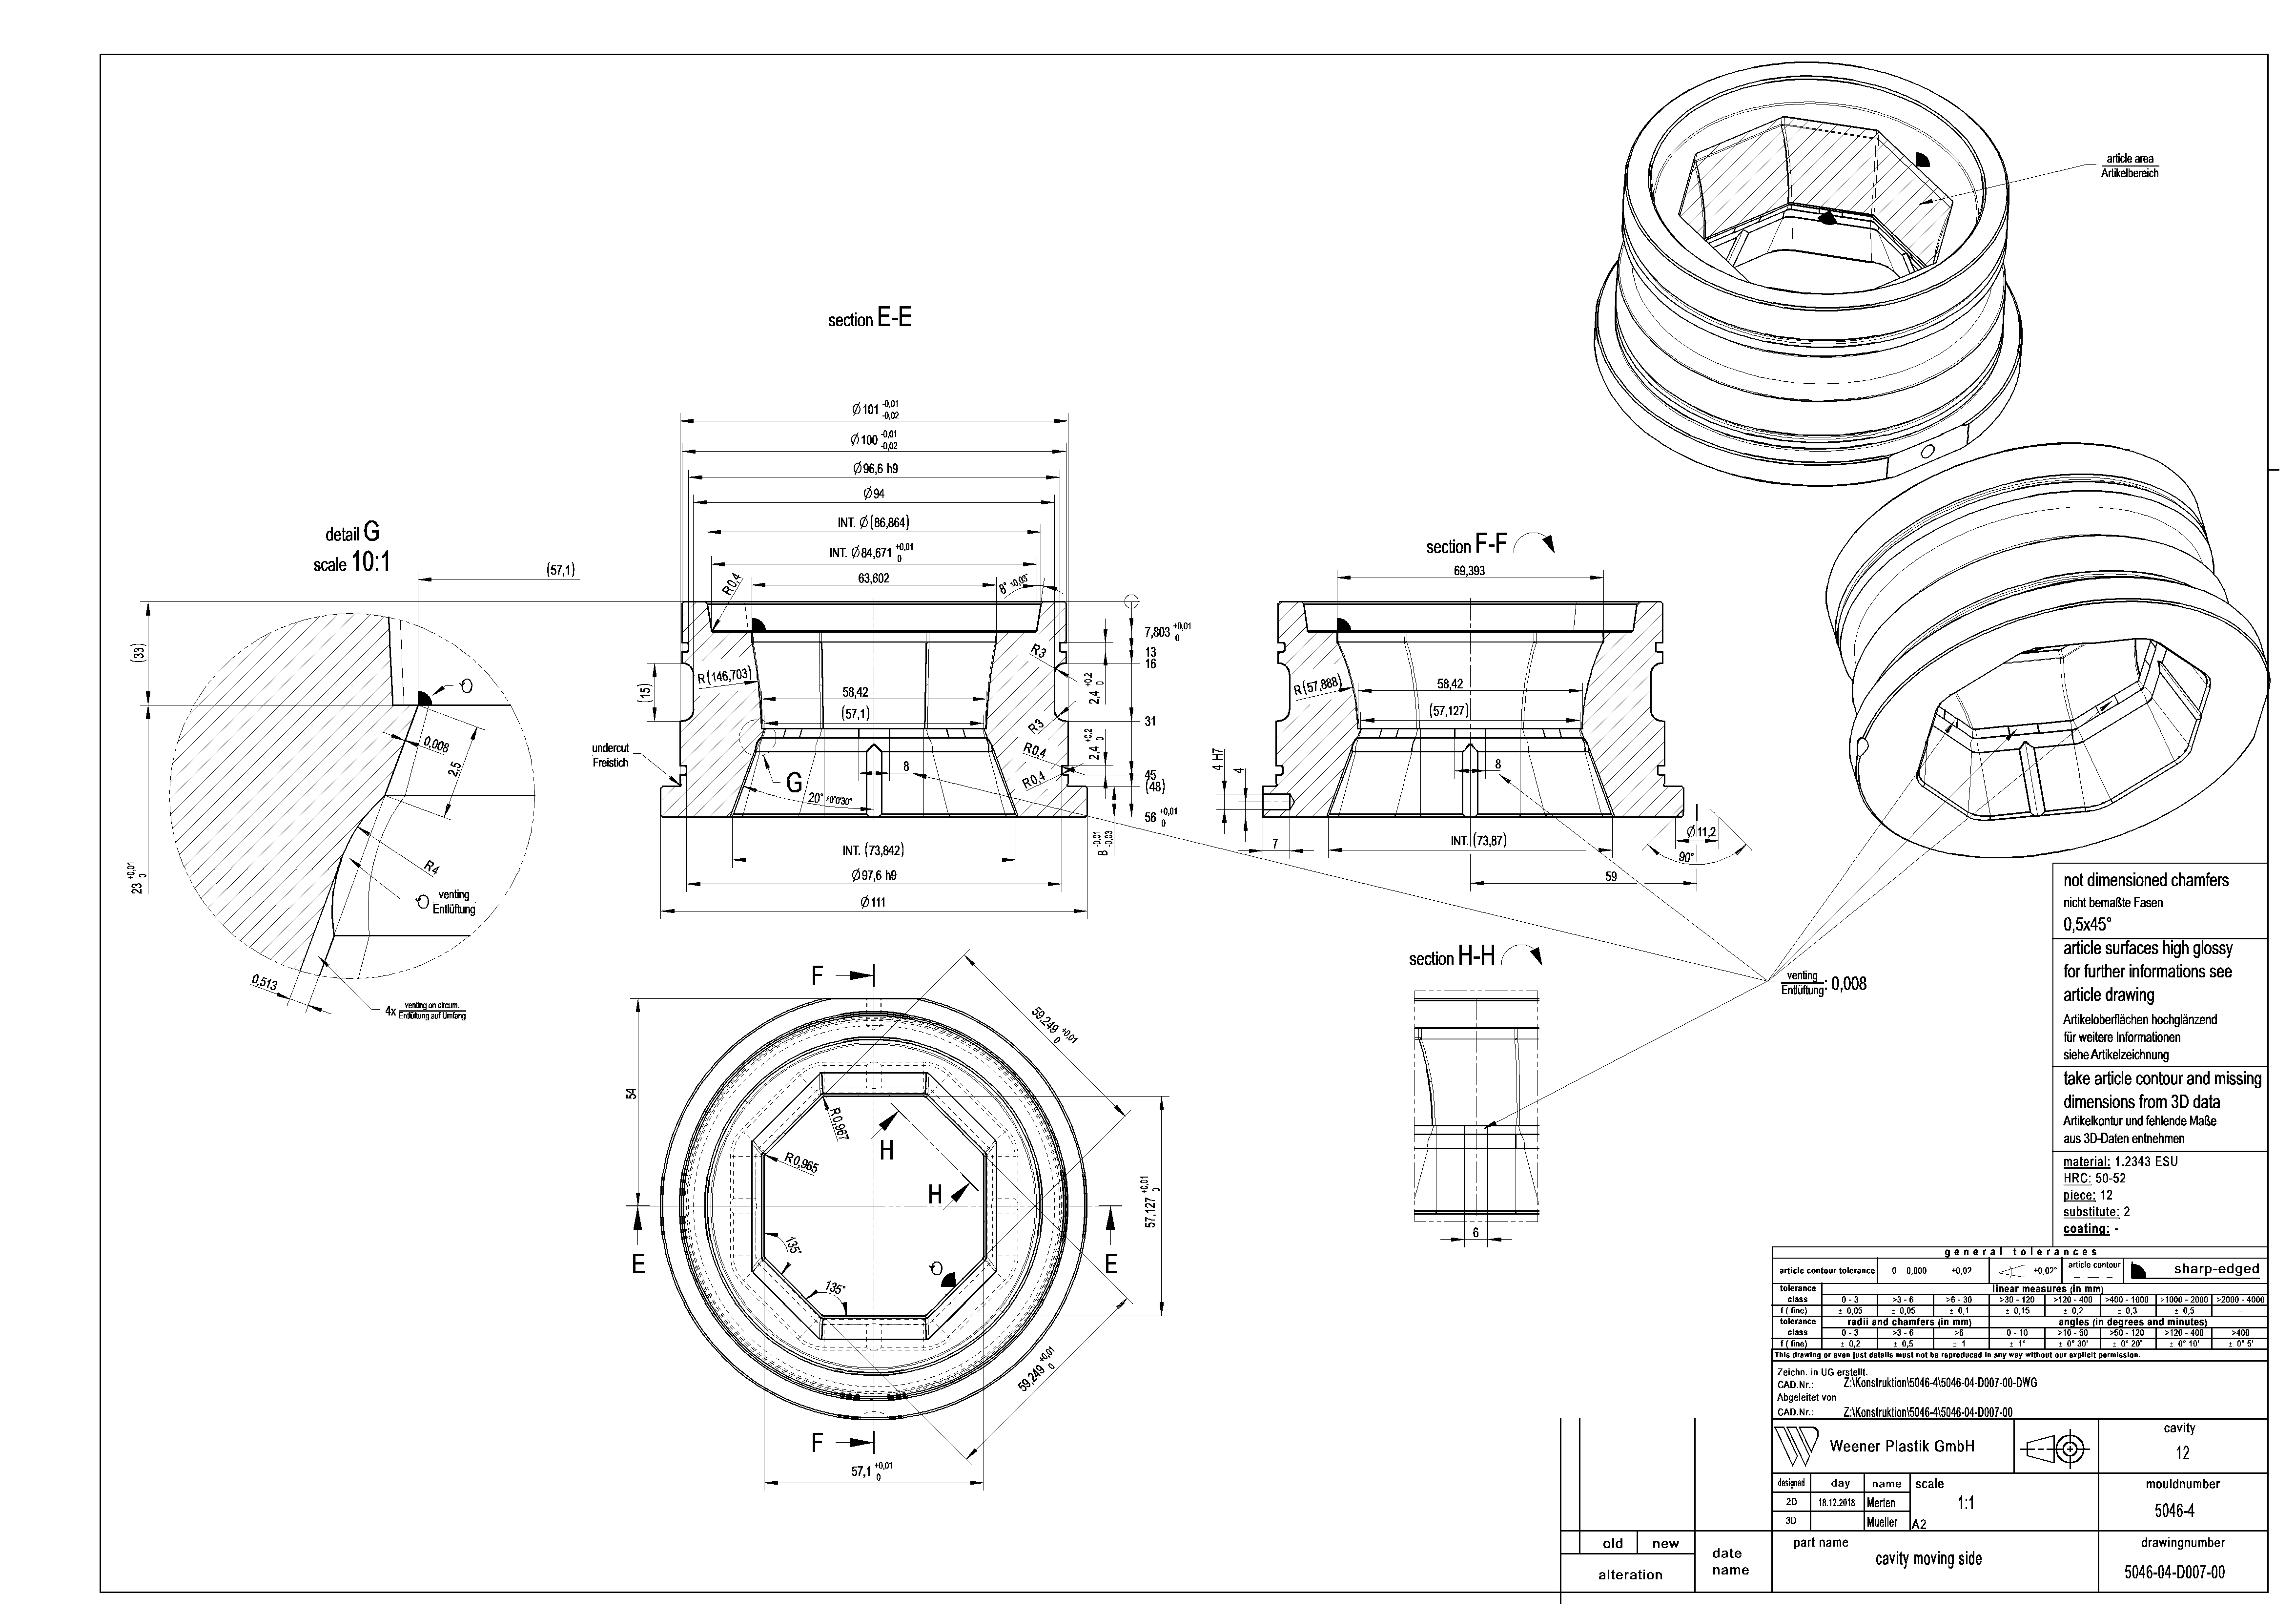 article area
Artikelbereich
section E-E
Ø101 -0,01
-0,02
Ø100 -0,01
-0,02
Ø96,6 h9
Ø94
INT. Ø(86,864)
INT. Ø84,671 +0,01
0
63,602
R0,4
8° ±0,03°
7,803 +0,01
0
13
16
R3
R(146,703)
(15)
58,42
(57,1)
2,4 +0,2
0
31
R3
undercut
Freistich
R0,4
2,4 +0,2
0
G
8
R0,4
45
(48)
20° ±0°0'30"
56 +0,01
0
8 -0,01
-0,03
INT. (73,842)
Ø97,6 h9
Ø111
detail G
scale 10:1
(57,1)
(33)
0,008
2,5
23 +0,01
0
R4
venting
Entlüftung
0,513
4x venting on circum.
Entlüftung auf Umfang
section F-F
69,393
R(57,888)
58,42
(57,127)
4 H7
4
8
7
INT. (73,87)
Ø11,2
90°
59
section H-H
6
venting
Entlüftung: 0,008
F
59,249 +0,01
0
54
R0,967
H
R0,965
H
57,127 +0,01
0
135°
E
E
135°
59,249 +0,01
0
F
57,1 +0,01
0
not dimensioned chamfers
nicht bemaßte Fasen
0,5x45°
article surfaces high glossy
for further informations see
article drawing
Artikeloberflächen hochglänzend
für weitere Informationen
siehe Artikelzeichnung
take article contour and missing
dimensions from 3D data
Artikelkontur und fehlende Maße
aus 3D-Daten entnehmen
material: 1.2343 ESU
HRC: 50-52
piece: 12
substitute: 2
coating: -
general tolerances
article contour tolerance 0 .. 0,000 ±0,02 ±0,02° article contour sharp-edged
tolerance linear measures (in mm)
class 0 - 3 >3 - 6 >6 - 30 >30 - 120 >120 - 400 >400 - 1000 >1000 - 2000 >2000 - 4000
f ( fine) ± 0,05 ± 0,05 ± 0,1 ± 0,15 ± 0,2 ± 0,3 ± 0,5 -
tolerance radii and chamfers (in mm) angles (in degrees and minutes)
class 0 - 3 >3 - 6 >6 0 - 10 >10 - 50 >50 - 120 >120 - 400 >400
f ( fine) ± 0,2 ± 0,5 ± 1 ± 1° ± 0° 30' ± 0° 20' ± 0° 10' ± 0° 5'
This drawing or even just details must not be reproduced in any way without our explicit permission.
Zeichn. in UG erstellt.
CAD.Nr.: Z:\Konstruktion\5046-4\5046-04-D007-00-DWG
Abgeleitet von
CAD.Nr.: Z:\Konstruktion\5046-4\5046-04-D007-00
Weener Plastik GmbH
cavity
12
designed day name scale
2D 18.12.2018 Merten 1:1
3D Mueller A2
mouldnumber
5046-4
old new
alteration
date
name
part name
cavity moving side
drawingnumber
5046-04-D007-00